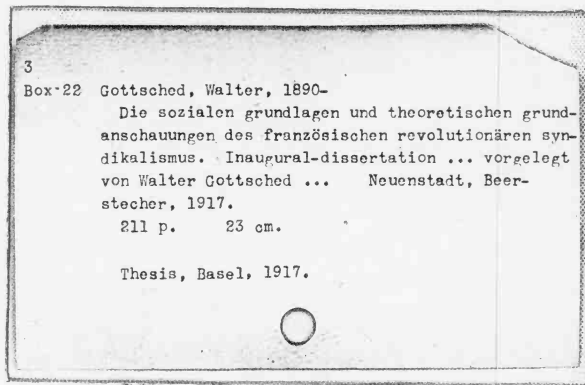 3
Box-22 Gottsched, Walter, 1890-
Die sozialen grundlagen und theoretischen grund-
anschauungen des französischen revolutionären syn-
dikalismus. Inaugural-dissertation ... vorgelegt
von Walter Gottsched ... Neuenstadt, Beer-
stecher, 1917.
211 p. 23 cm.
Thesis, Basel, 1917.